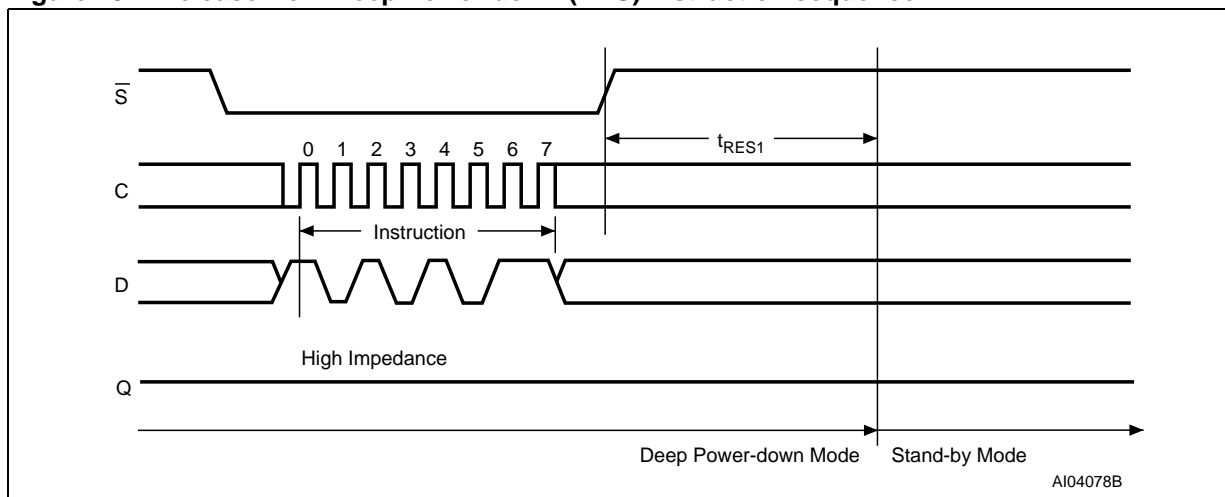 S
0 1 2 3 4 5 6 7
tRES1
C
Instruction
D
High Impedance
Q
Deep Power-down Mode Stand-by Mode
AI04078B